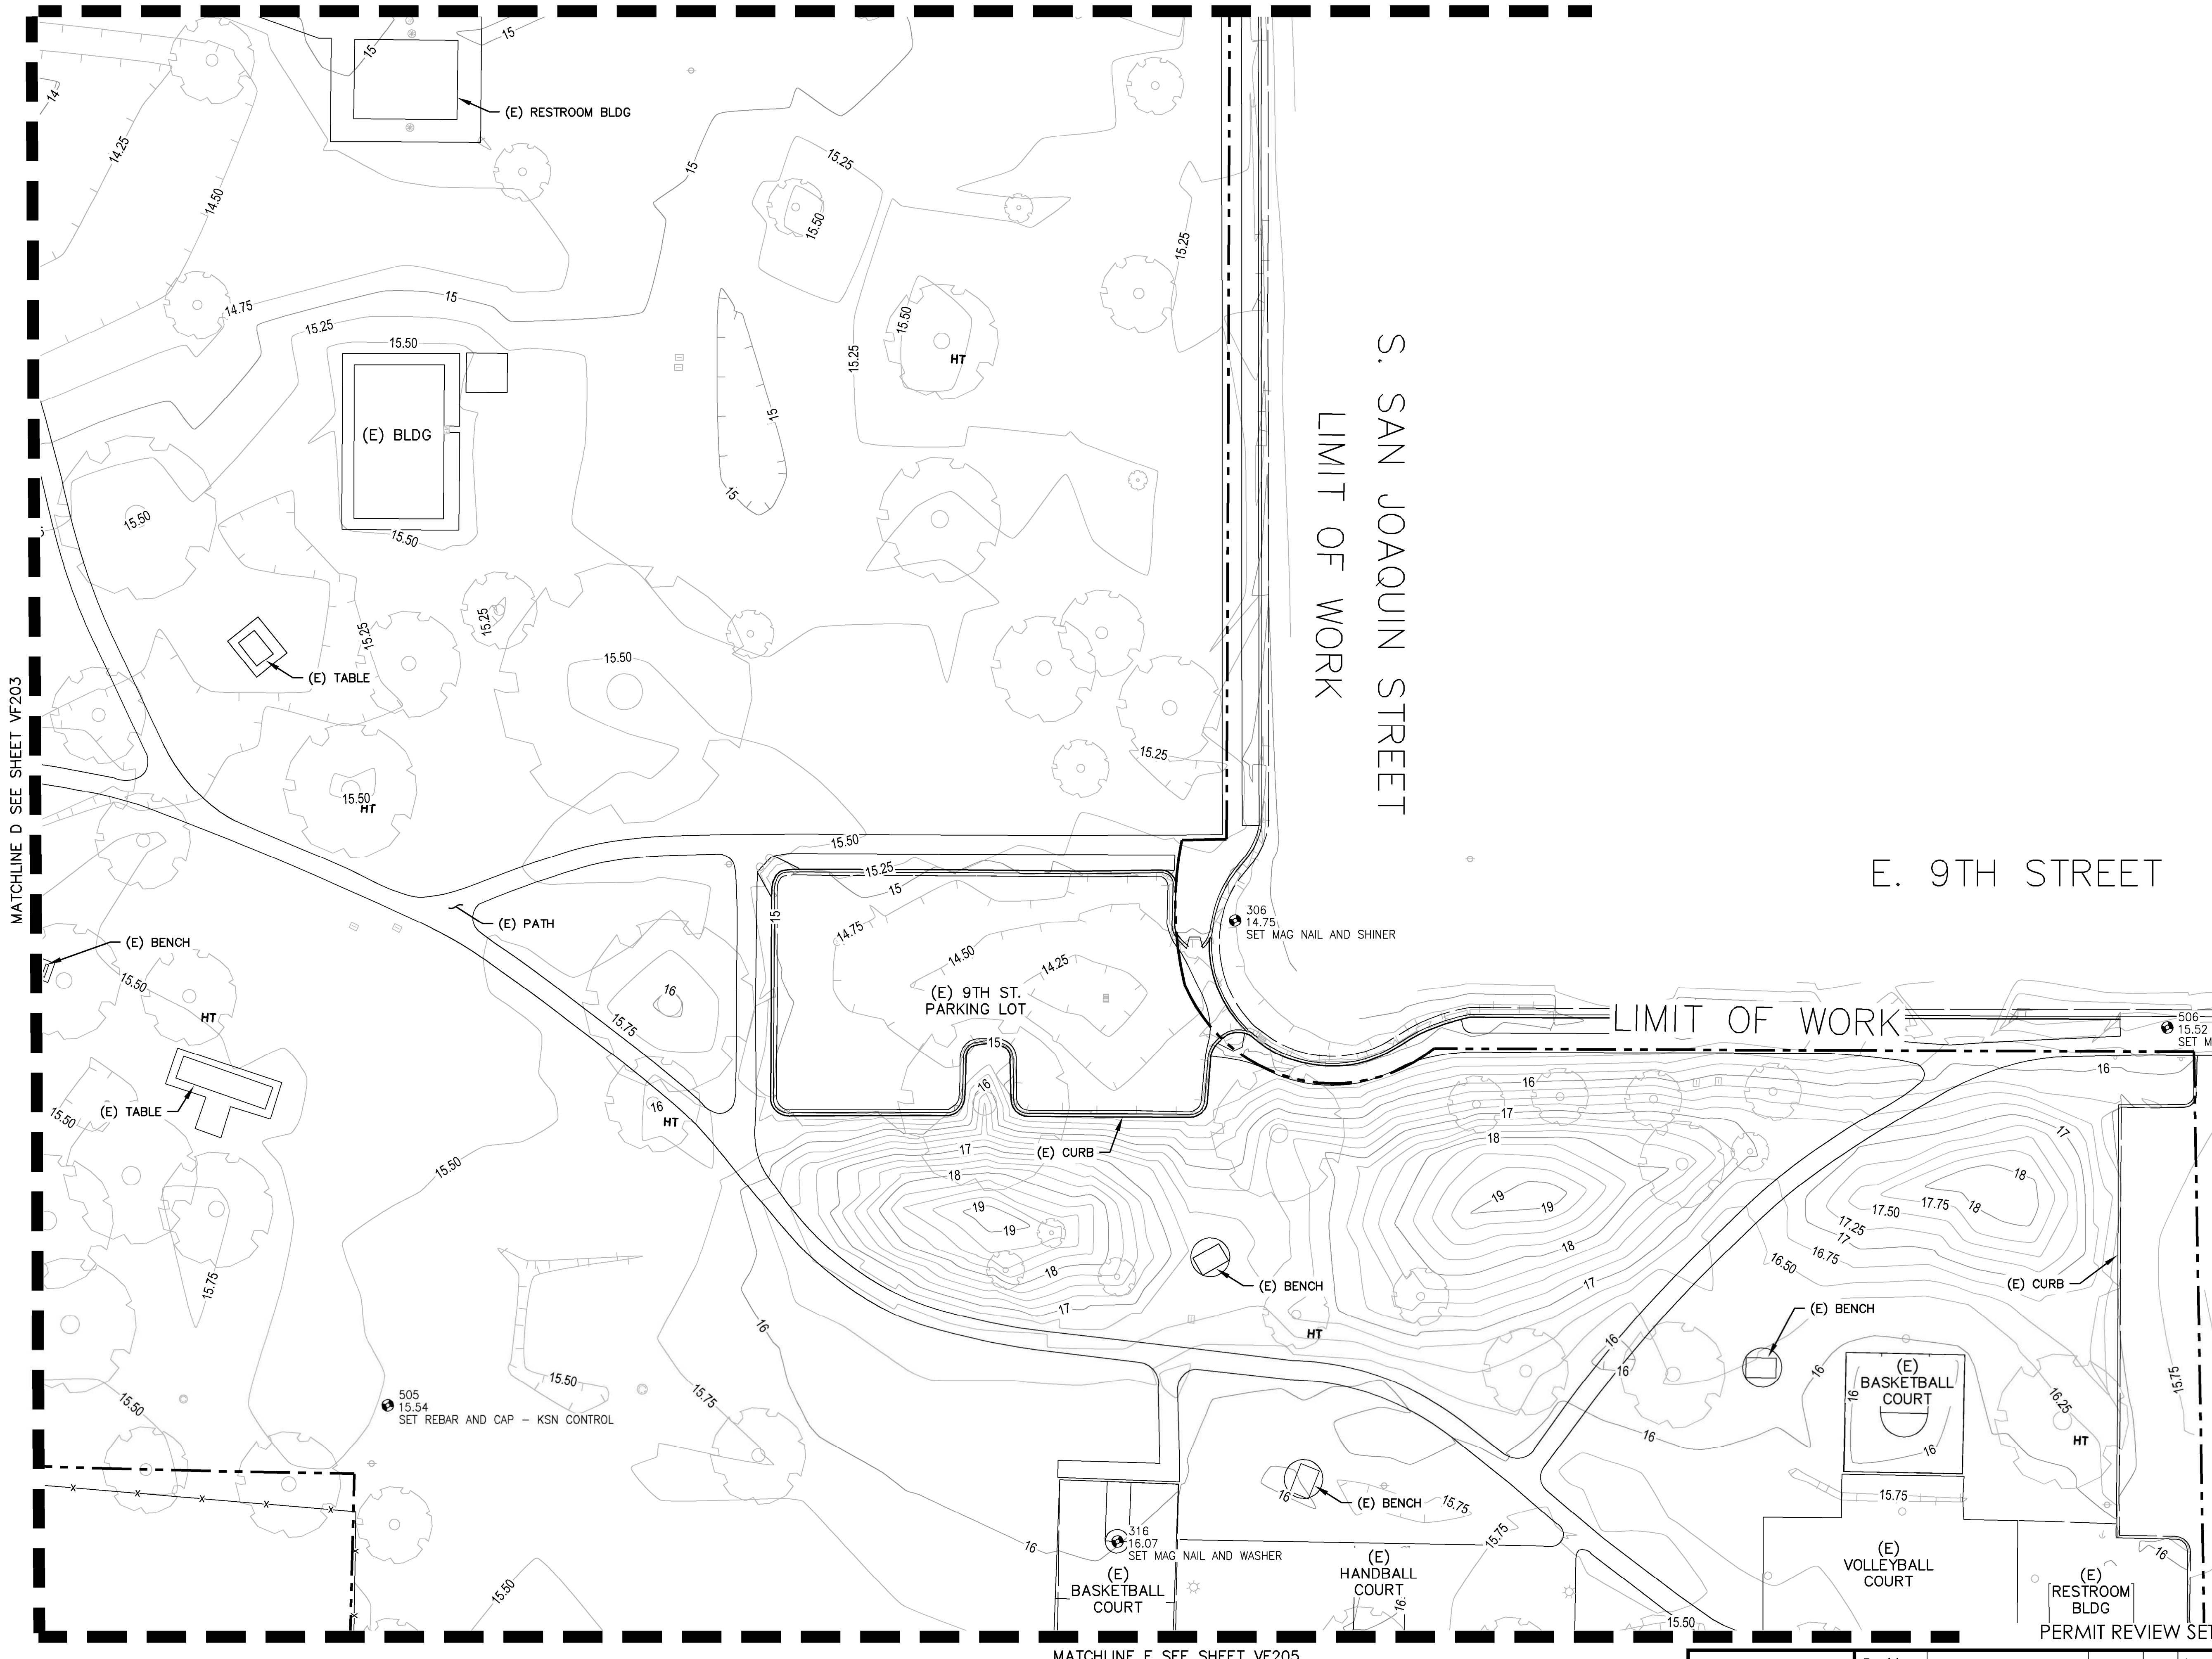 15
15
(E) RESTROOM BLDG
14
14.25
14.50
15
15.25
15.50
15.25
14.75
15
15.25
15.50
15.50
HT
15.25
(E) BLDG
15
15
15.50
15.50
S. SAN JOAQUIN STREET
LIMIT OF WORK
15.25
15.25
(E) TABLE
15.50
15.25
15.50
HT
MATCHLINE D SEE SHEET VF203
15.50
15.25
15
15
E. 9TH STREET
(E) PATH
14.75
14.50
14.25
306
14.75
SET MAG NAIL AND SHINER
(E) BENCH
15.50
HT
16
15.75
(E) 9TH ST.
PARKING LOT
15
16
LIMIT OF WORK
506
15.52
SET M
16
16
(E) TABLE
15.50
16
HT
17
18
17
(E) CURB
17
18
15.50
19
19
18
17
19
19
18
17
18
17.75
18
17.50
17.25
17
16.75
16.50
(E) CURB
15.75
(E) BENCH
HT
(E) BENCH
16
16
16
16
15.50
505
15.54
SET REBAR AND CAP – KSN CONTROL
15.50
15.75
16
(E)
BASKETBALL
COURT
16
16
16
16.25
HT
15.75
15.75
16
(E) BENCH
15.75
15.75
16
316
16.07
SET MAG NAIL AND WASHER
(E)
BASKETBALL
COURT
(E)
HANDBALL
COURT
16.
(E)
VOLLEYBALL
COURT
16
(E)
RESTROOM
BLDG
15.50
15.50
x x x x x
x
x
PERMIT REVIEW SET
MATCHLINE E SEE SHEET VF205